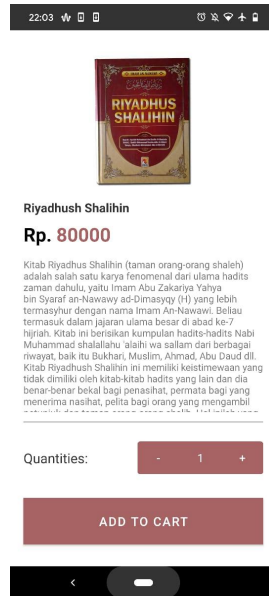 22:03
RIYADHUS
SHALIHIN
Riyadhush Shalihin
Rp. 80000
Kitab Riyadhus Shalihin (taman orang-orang shaleh)
adalah salah satu karya fenomenal dari ulama hadits
zaman dahulu, yaitu Imam Abu Zakariya Yahya
bin Syaraf an-Nawawy ad-Dimasyqy (H) yang lebih
termasyhur dengan nama Imam An-Nawawi. Beliau
termasuk dalam jajaran ulama besar di abad ke-7
hijriah. Kitab ini berisikan kumpulan hadits-hadits Nabi
Muhammad shalallahu 'alaihi wa sallam dari berbagai
riwayat, baik itu Bukhari, Muslim, Ahmad, Abu Daud dll.
Kitab Riyadhush Shalihin ini memiliki keistimewaan yang
tidak dimiliki oleh kitab-kitab hadits yang lain dan dia
benar-benar bekal bagi penasihat, permata bagi yang
menerima nasihat, pelita bagi orang yang mengambil
Quantities:
- 1 +
ADD TO CART